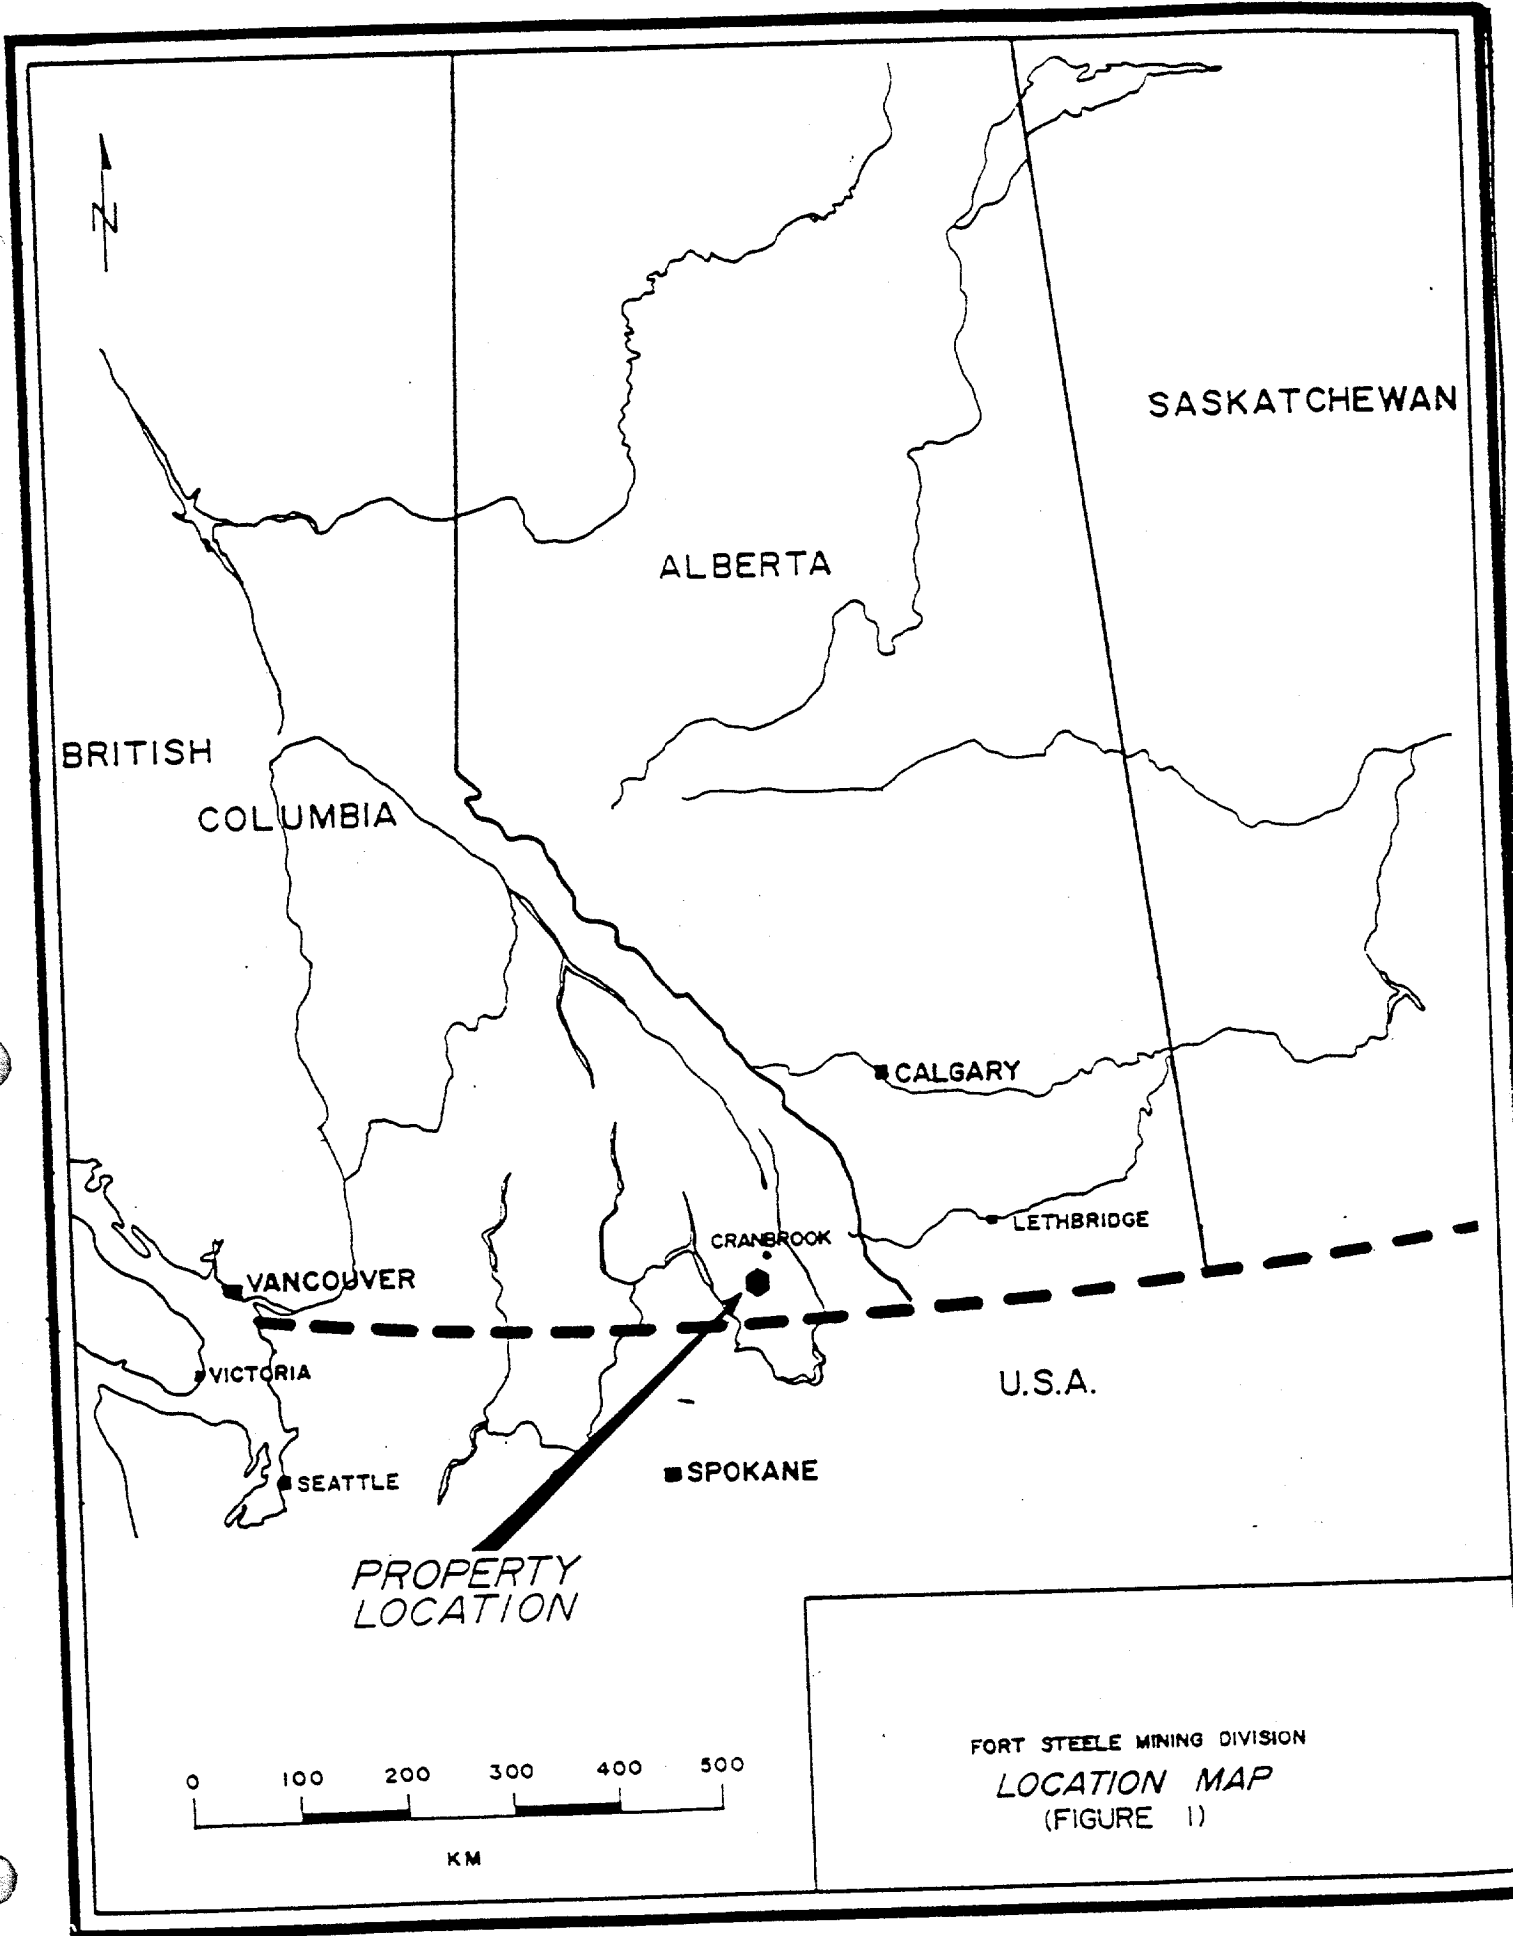 N
SASKATCHEWAN
ALBERTA
BRITISH
COLUMBIA
CALGARY
LETHBRIDGE
CRANBROOK
VANCOUVER
VICTORIA
U.S.A.
SEATTLE
SPOKANE
PROPERTY
LOCATION
0 100 200 300 400 500
KM
FORT STEELE MINING DIVISION
LOCATION MAP
(FIGURE 1)